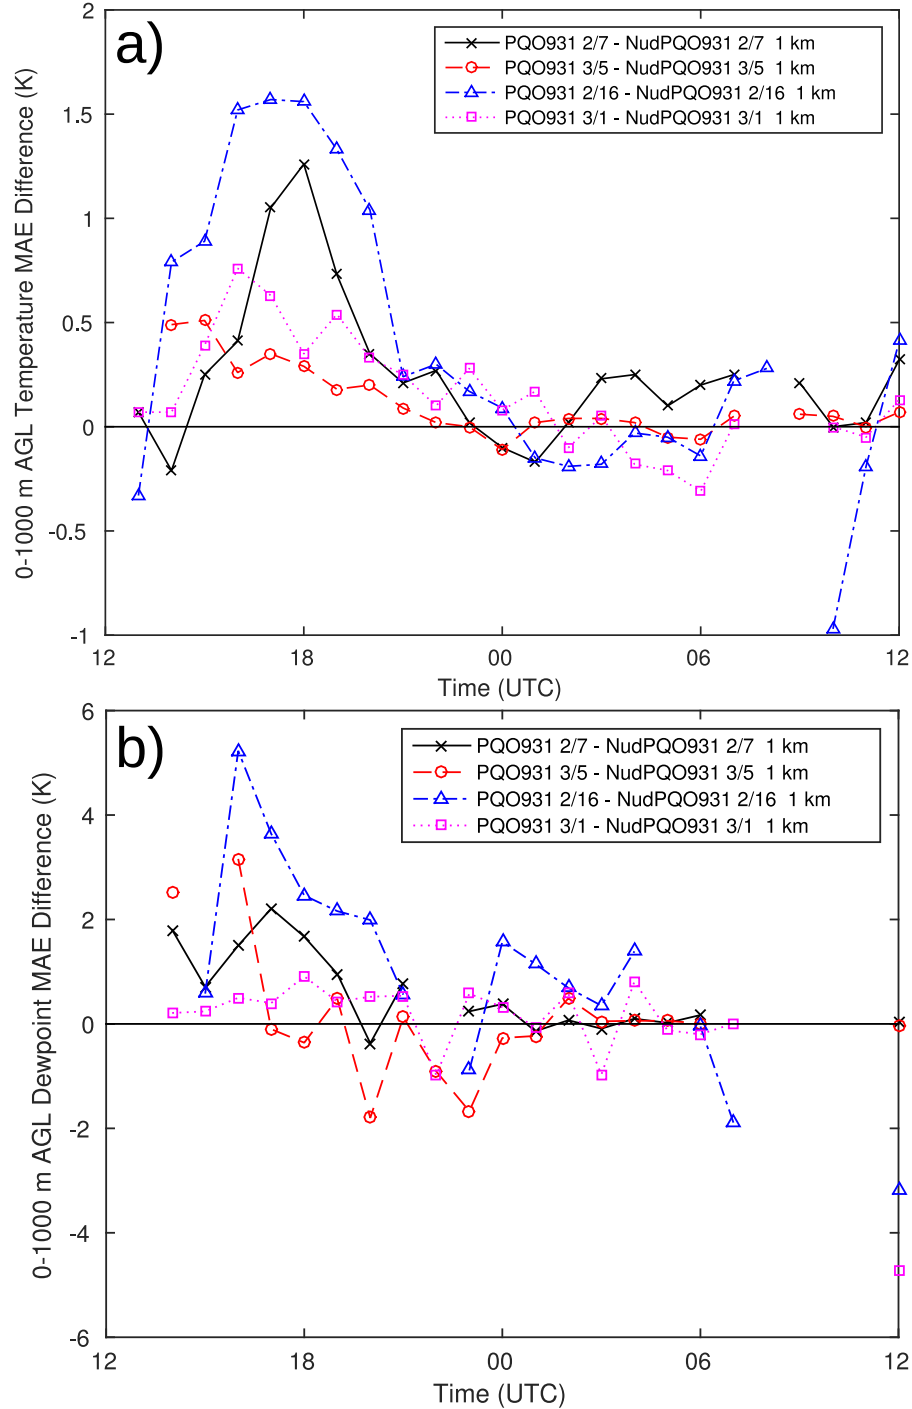 a)
PQO931 2/7 - NudPQO931 2/7  1 km
PQO931 3/5 - NudPQO931 3/5  1 km
PQO931 2/16 - NudPQO931 2/16  1 km
PQO931 3/1 - NudPQO931 3/1  1 km
0-1000 m AGL Temperature MAE Difference (K)
2
1.5
1
0.5
0
-0.5
-1
12 18 00 06 12
Time (UTC)
b)
PQO931 2/7 - NudPQO931 2/7  1 km
PQO931 3/5 - NudPQO931 3/5  1 km
PQO931 2/16 - NudPQO931 2/16  1 km
PQO931 3/1 - NudPQO931 3/1  1 km
0-1000 m AGL Dewpoint MAE Difference (K)
6
4
2
0
-2
-4
-6
12 18 00 06 12
Time (UTC)